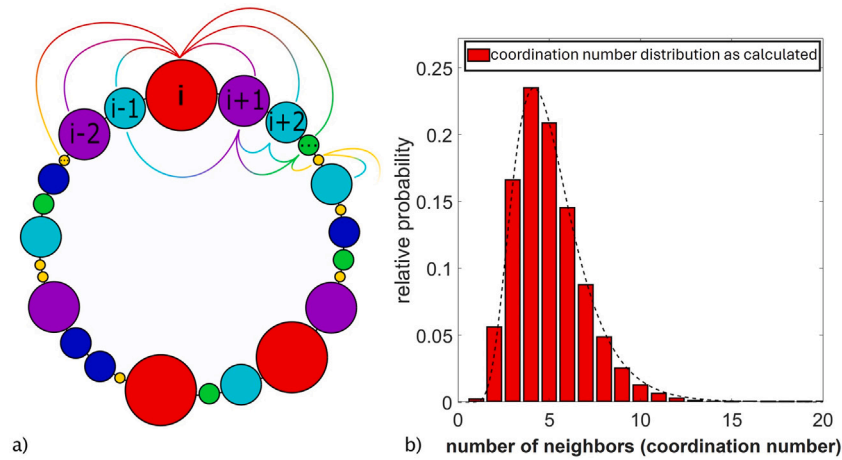 i
i-1
i+1
i-2
i+2
...
...
a)
coordination number distribution as calculated
relative probability
0.25
0.2
0.15
0.1
0.05
0
0 5 10 15 20
b) number of neighbors (coordination number)